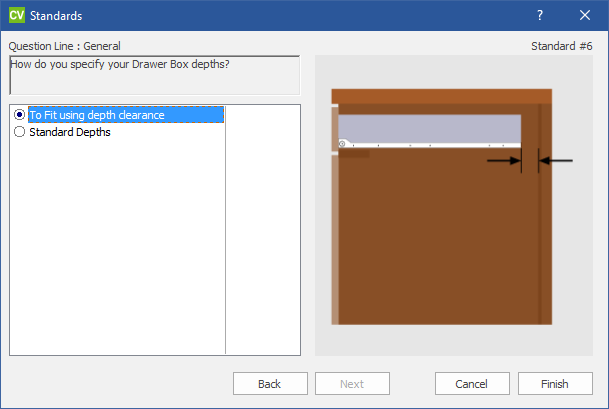 CV Standards ?
Question Line : General
Standard #6
How do you specify your Drawer Box depths?
To Fit using depth clearance
Standard Depths
Back
Next
Cancel
Finish